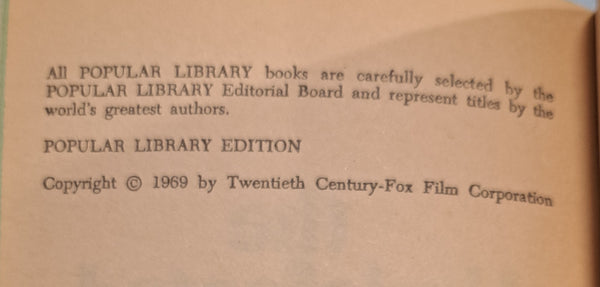 All POPULAR LIBRARY books are carefully selected by the
POPULAR LIBRARY Editorial Board and represent titles by the
world's greatest authors.
POPULAR LIBRARY EDITION
Copyright © 1969 by Twentieth Century-Fox Film Corporation